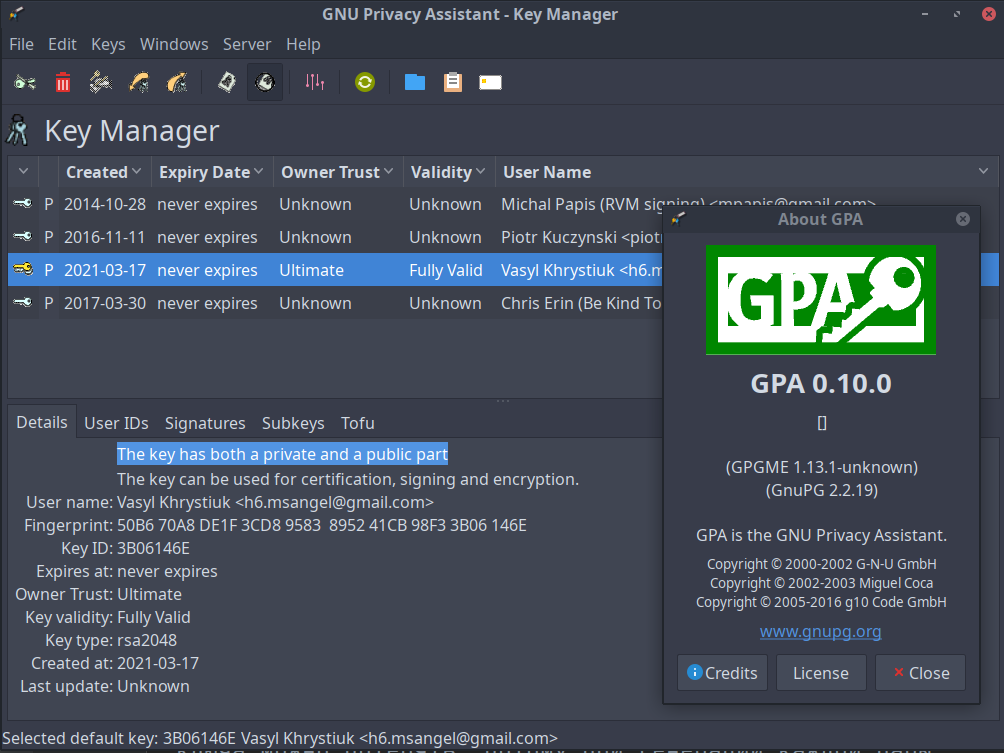 GNU Privacy Assistant - Key Manager
File Edit Keys Windows Server Help
Key Manager
Created Expiry Date Owner Trust Validity User Name
P 2014-10-28 never expires Unknown Unknown Michal Papis (RVM signing) <mpapis@gmail.com>
P 2016-11-11 never expires Unknown Unknown Piotr Kuczynski <piot
P 2021-03-17 never expires Ultimate Fully Valid Vasyl Khrystiuk <h6.m
P 2017-03-30 never expires Unknown Unknown Chris Erin (Be Kind To
Details User IDs Signatures Subkeys Tofu
The key has both a private and a public part
The key can be used for certification, signing and encryption.
User name: Vasyl Khrystiuk <h6.msangel@gmail.com>
Fingerprint: 50B6 70A8 DE1F 3CD8 9583  8952 41CB 98F3 3B06 146E
Key ID: 3B06146E
Expires at: never expires
Owner Trust: Ultimate
Key validity: Fully Valid
Key type: rsa2048
Created at: 2021-03-17
Last update: Unknown
Selected default key: 3B06146E Vasyl Khrystiuk <h6.msangel@gmail.com>
About GPA
GPA
GPA 0.10.0
[]
(GPGME 1.13.1-unknown)
(GnuPG 2.2.19)
GPA is the GNU Privacy Assistant.
Copyright © 2000-2002 G-N-U GmbH
Copyright © 2002-2003 Miguel Coca
Copyright © 2005-2016 g10 Code GmbH
www.gnupg.org
Credits License Close